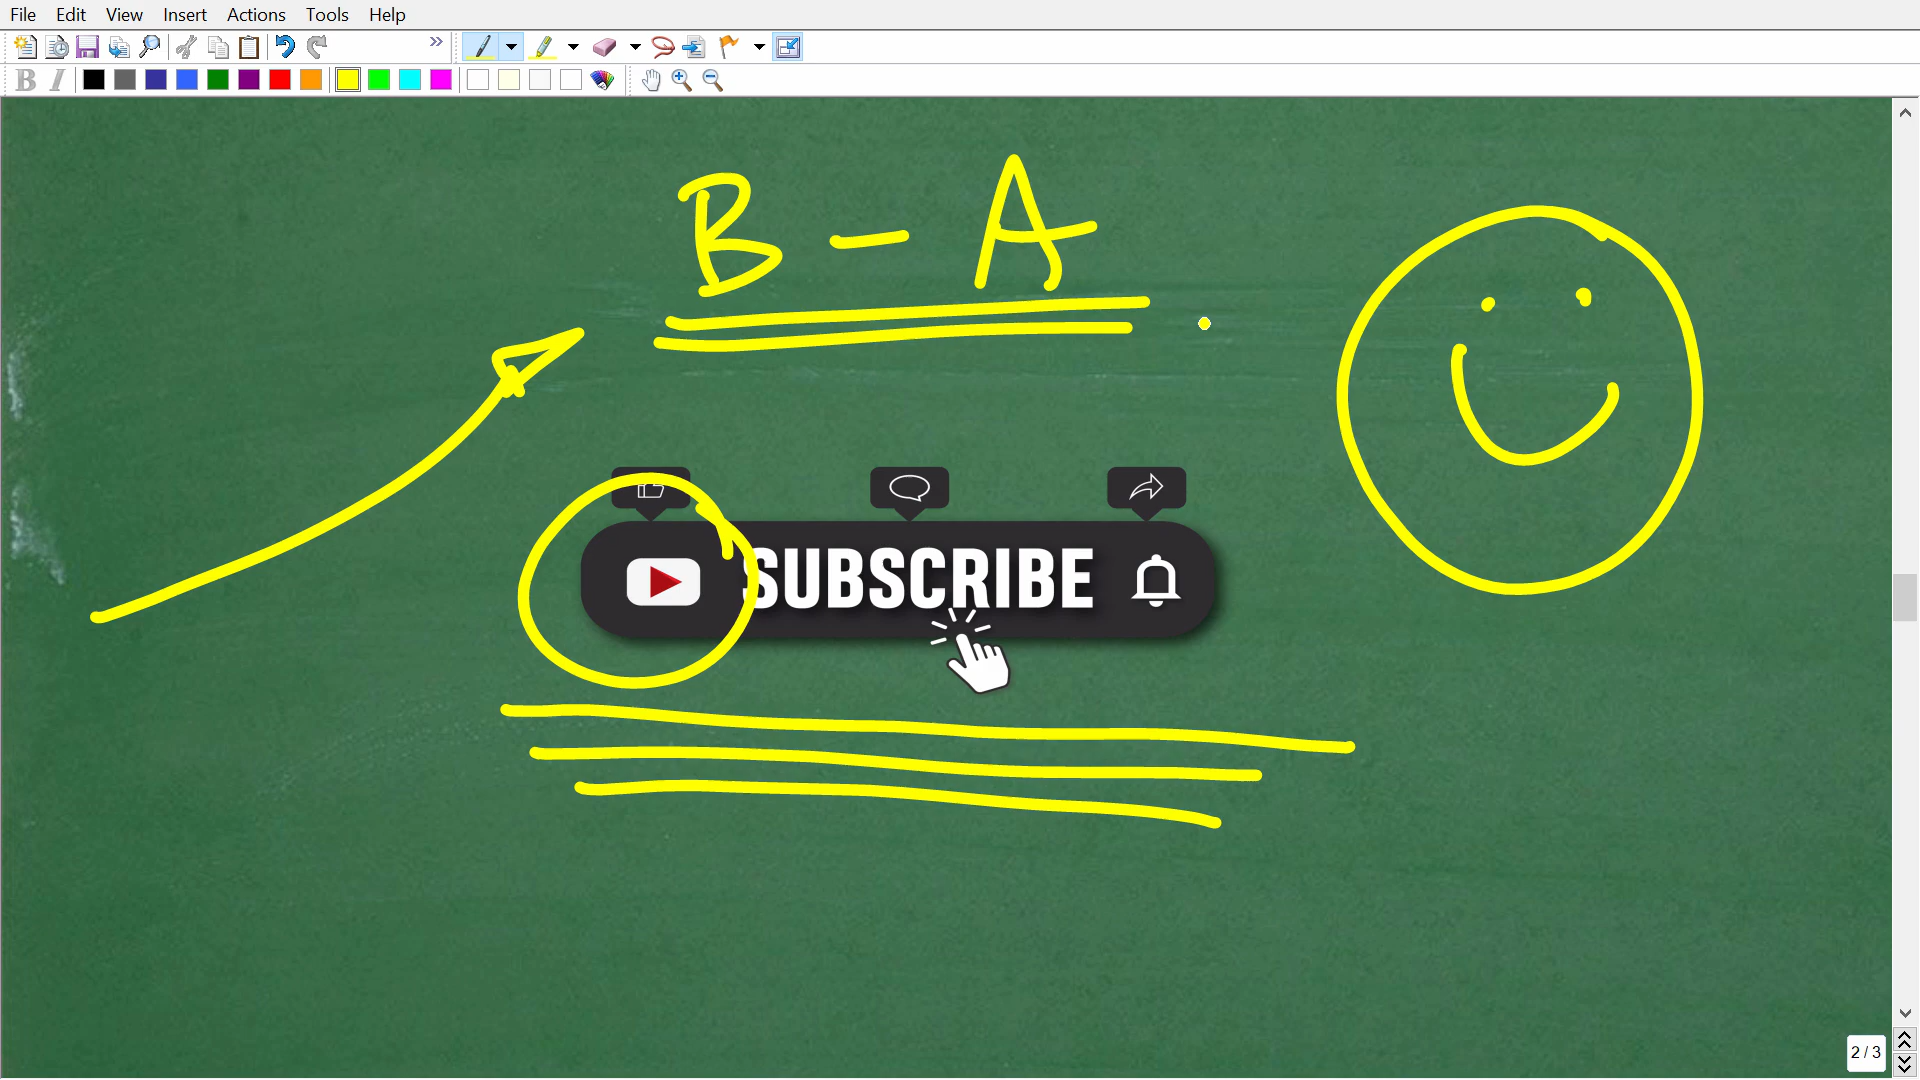 File Edit View Insert Actions Tools Help
B I
B - A
SUBSCRIBE
2 / 3